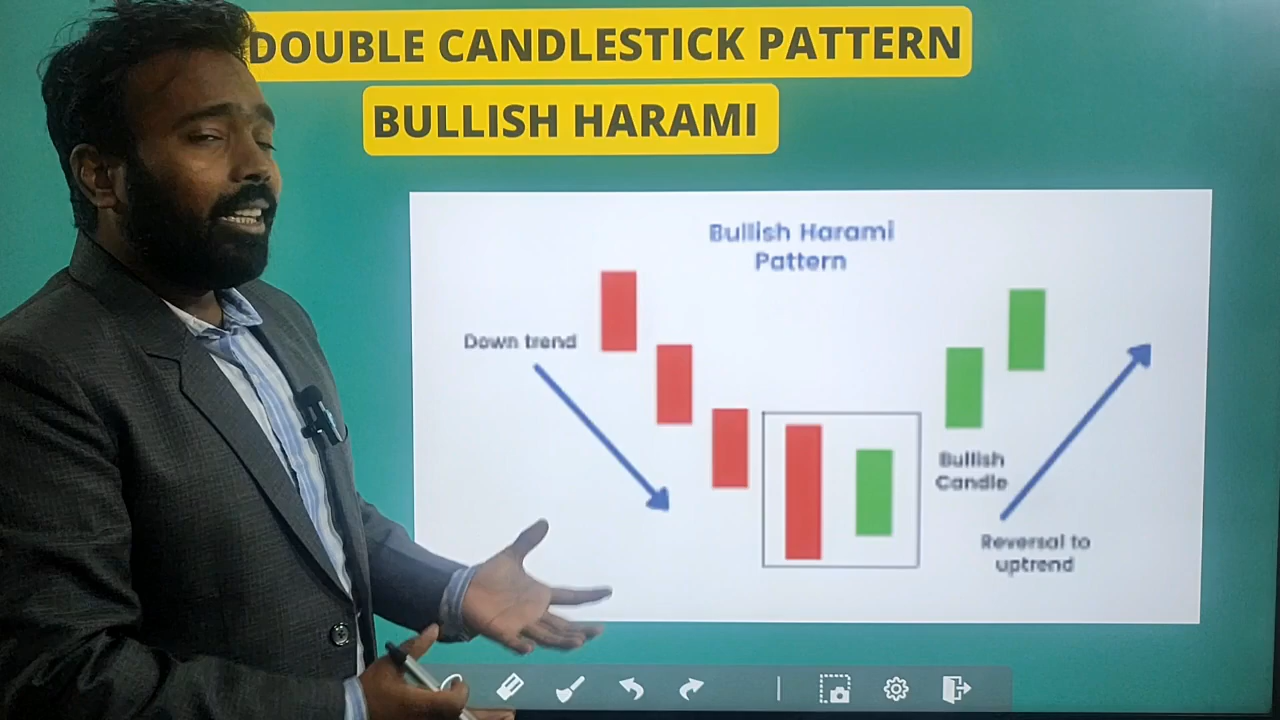 DOUBLE CANDLESTICK PATTERN
BULLISH HARAMI
Bullish Harami
Pattern
Down trend
Bullish
Candle
Reversal to
uptrend